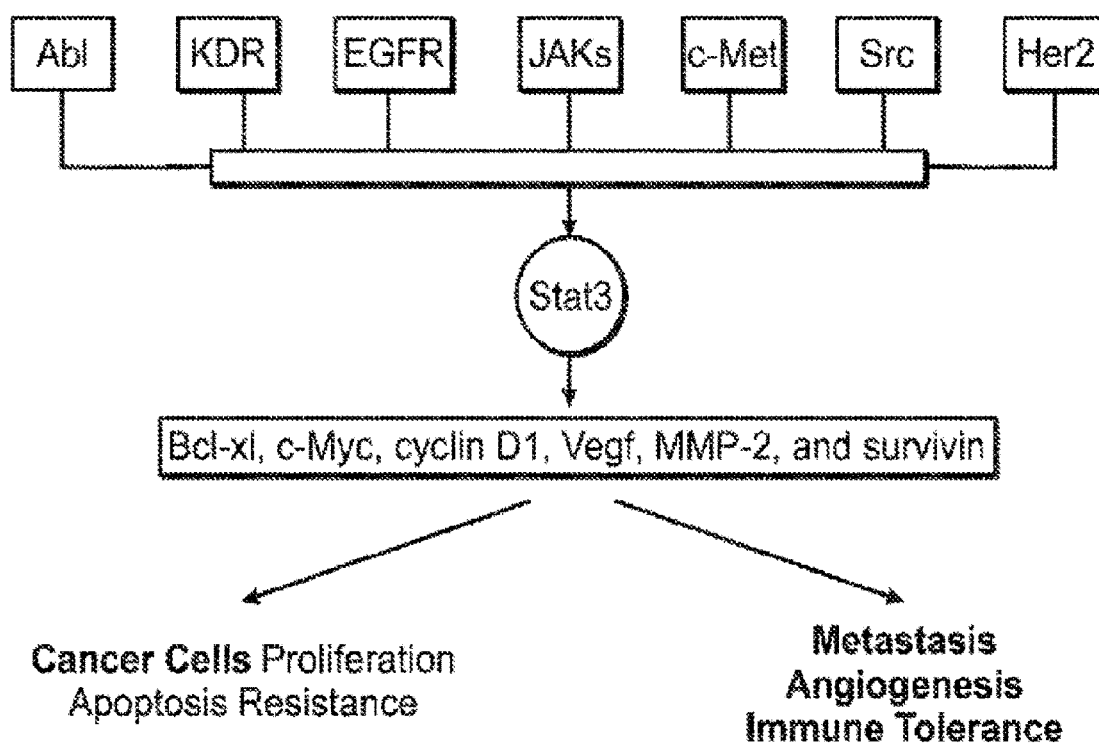 Abl KDR EGFR JAKs c-Met Src Her2
Stat3
Bcl-xl, c-Myc, cyclin D1, Vegf, MMP-2, and survivin
Cancer Cells Proliferation
Apoptosis Resistance
Metastasis
Angiogenesis
Immune Tolerance